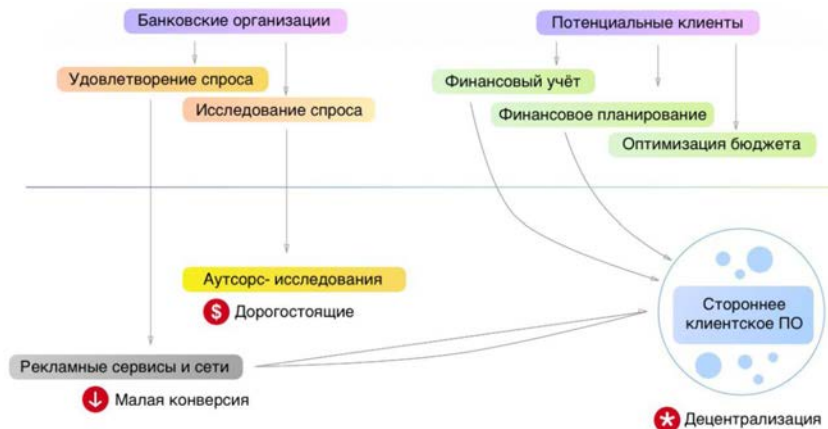 Банковские организации
Потенциальные клиенты
Удовлетворение спроса
Финансовый учёт
Исследование спроса
Финансовое планирование
Оптимизация бюджета
Аутсорс- исследования
$ Дорогостоящие
Стороннее
клиентское ПО
Рекламные сервисы и сети
Малая конверсия
* Децентрализация